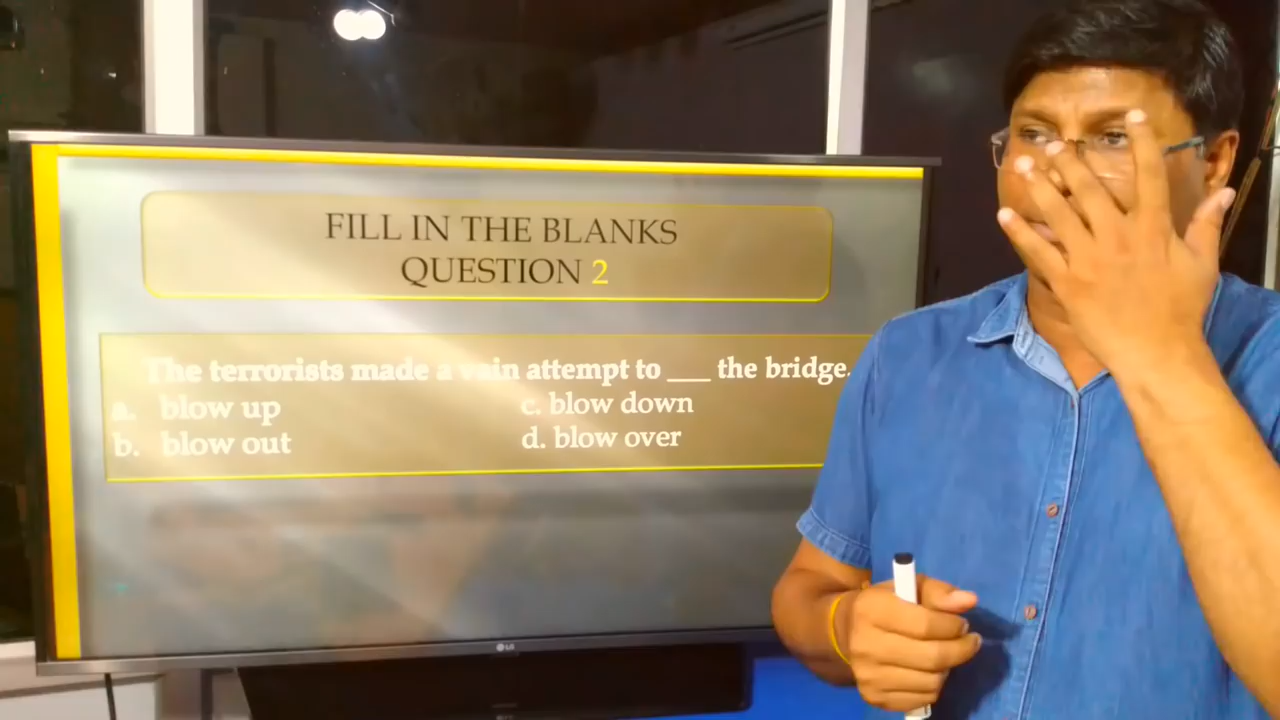 FILL IN THE BLANKS
QUESTION 2
The terrorists made a vain attempt to ___ the bridge.
a. blow up c. blow down
b. blow out d. blow over
LG